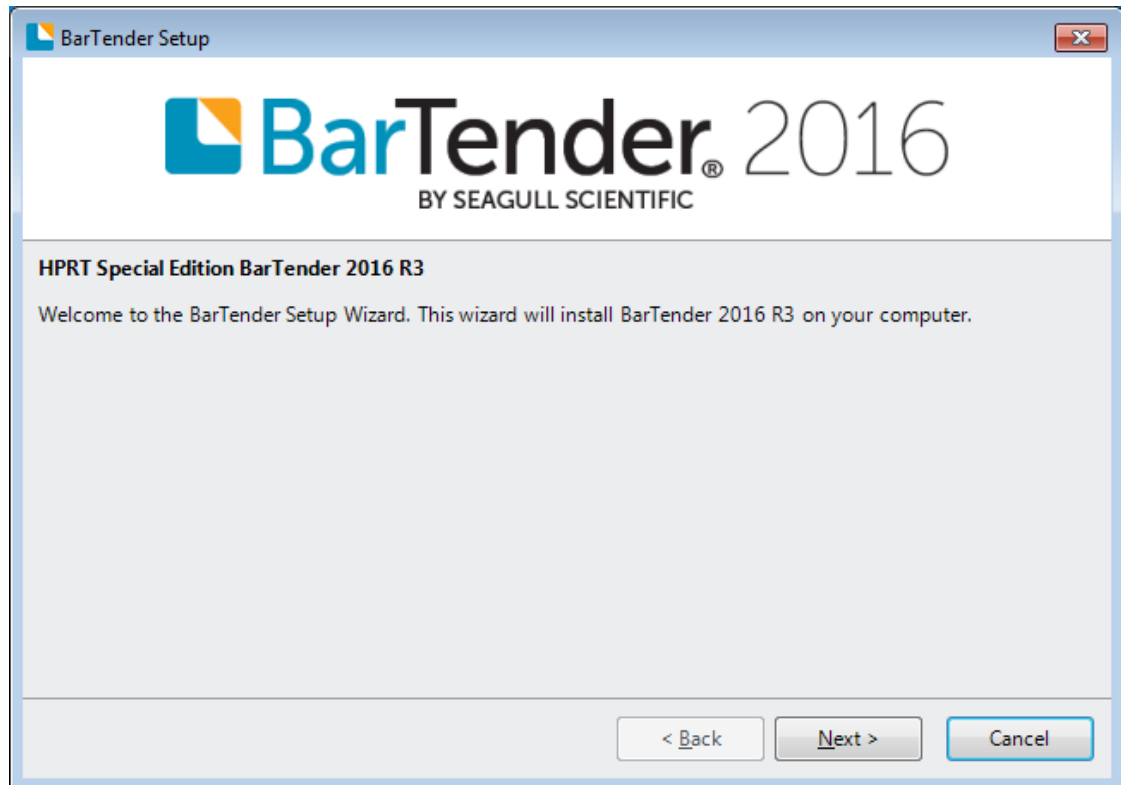 BarTender Setup
BarTender® 2016
BY SEAGULL SCIENTIFIC
HPRT Special Edition BarTender 2016 R3
Welcome to the BarTender Setup Wizard. This wizard will install BarTender 2016 R3 on your computer.
< Back Next > Cancel